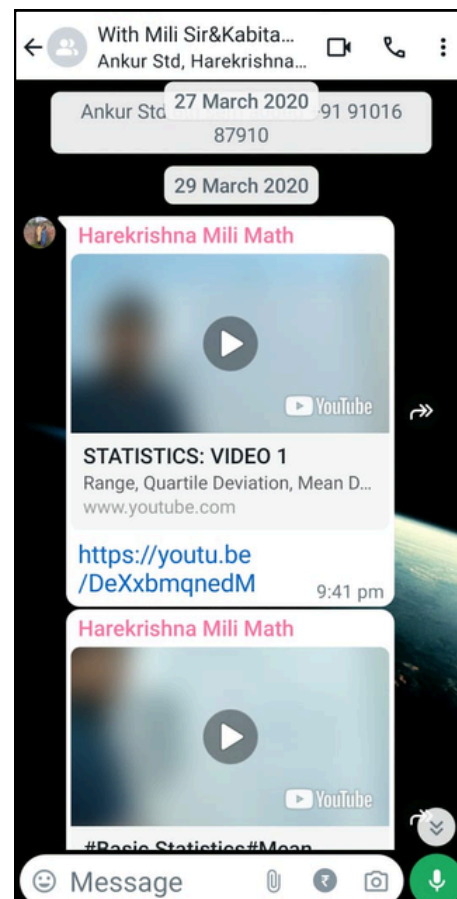 With Mili Sir&Kabita...
Ankur Std, Harekrishna...
27 March 2020
Ankur Std
91 91016
87910
29 March 2020
Harekrishna Mili Math
YouTube
STATISTICS: VIDEO 1
Range, Quartile Deviation, Mean D...
www.youtube.com
https://youtu.be
/DeXxbmqnedM
9:41 pm
Harekrishna Mili Math
YouTube
#Basic Statistics#Mean
Message